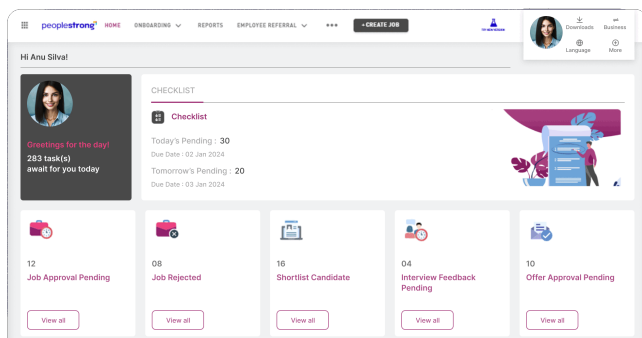 peoplestrong
HOME
ONBOARDING
REPORTS
EMPLOYEE REFERRAL
+ CREATE JOB
Downloads
Business
Language
More
Hi Anu Silva!
Greetings for the day!
283 task(s)
await for you today
CHECKLIST
Checklist
Today's Pending : 30
Due Date : 02 Jan 2024
Tomorrow's Pending : 20
Due Date : 03 Jan 2024
12
Job Approval Pending
View all
08
Job Rejected
View all
16
Shortlist Candidate
View all
04
Interview Feedback
Pending
View all
10
Offer Approval Pending
View all